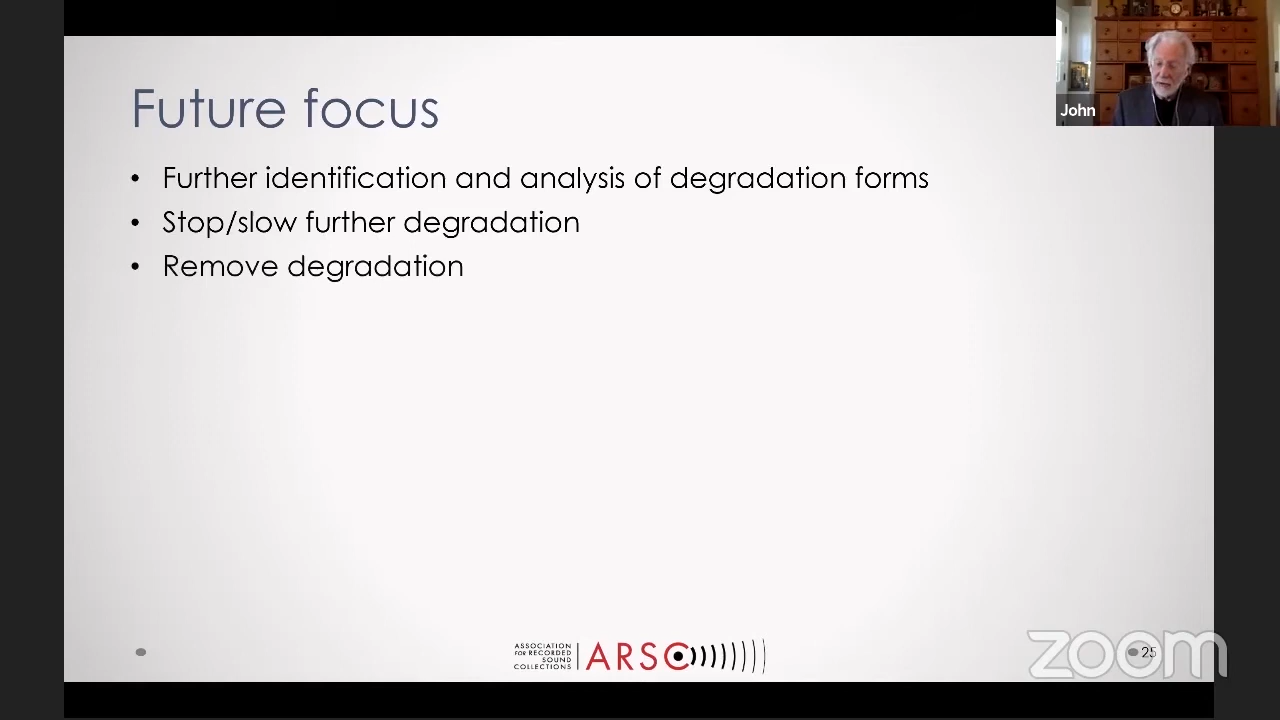 Future focus
• Further identification and analysis of degradation forms
• Stop/slow further degradation
• Remove degradation
John
ASSOCIATION
FOR RECORDED
SOUND
COLLECTIONS
ARSC
zoom
25